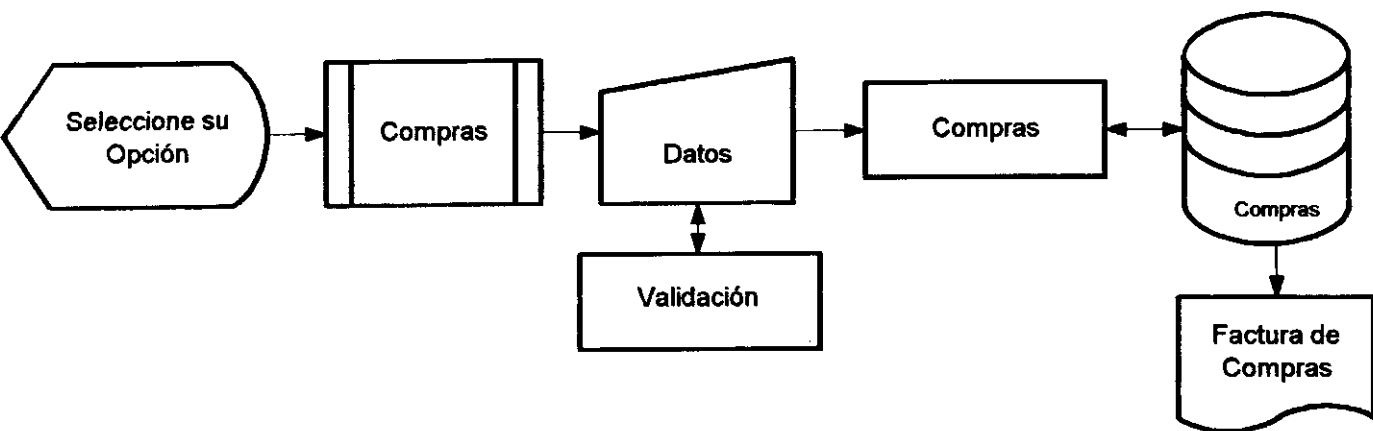 Seleccione su
Opción
Compras
Datos
Compras
Compras
Validación
Factura de
Compras